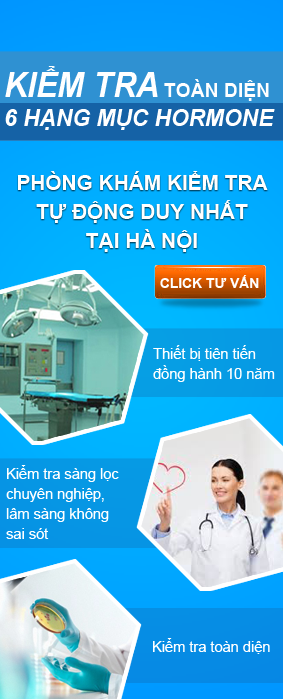 KIỂM TRA TOÀN DIỆN
6 HẠNG MỤC HORMONE
PHÒNG KHÁM KIỂM TRA
TỰ ĐỘNG DUY NHẤT
TẠI HÀ NỘI
CLICK TƯ VẤN
Thiết bị tiên tiến
đồng hành 10 năm
Kiểm tra sàng lọc
chuyên nghiệp,
lâm sàng không
sai sót
Kiểm tra toàn diện